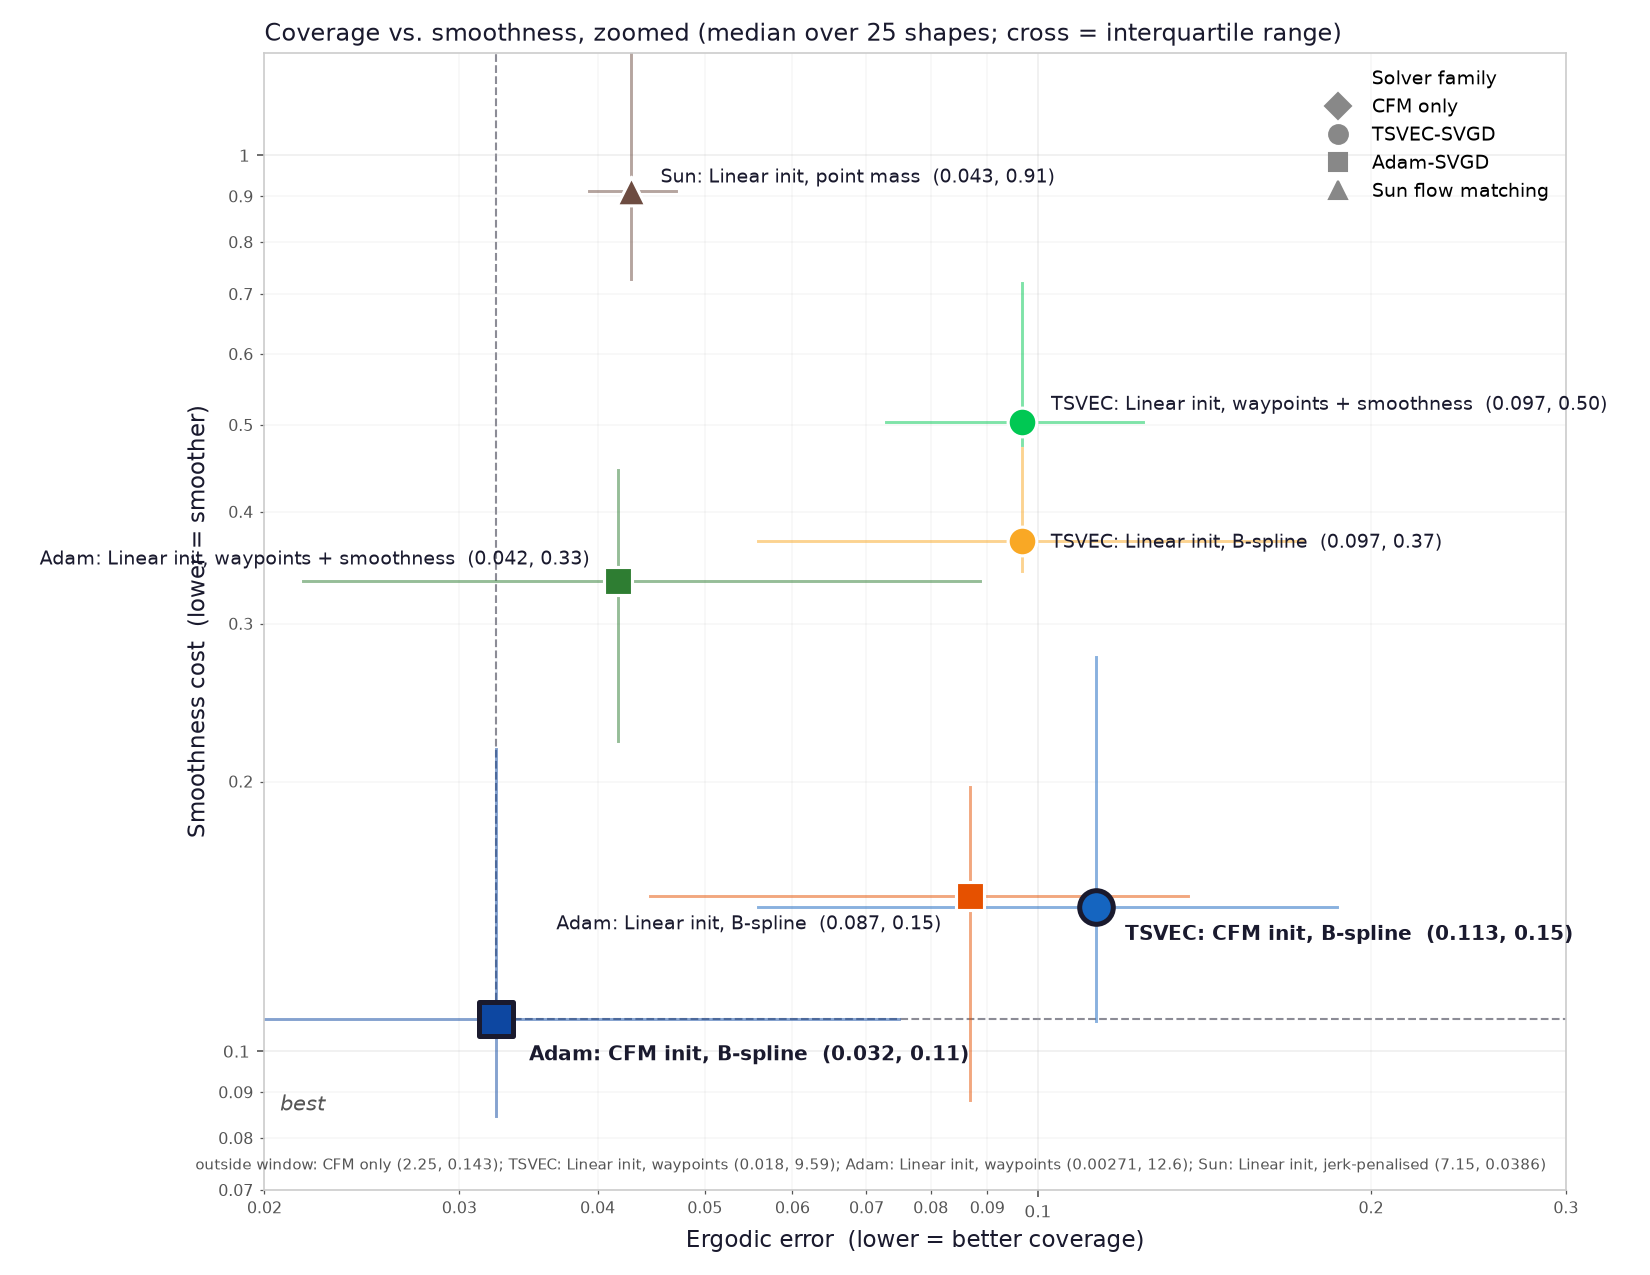 Coverage vs. smoothness, zoomed (median over 25 shapes; cross = interquartile range)
Solver family
CFM only
TSVEC-SVGD
Adam-SVGD
Sun flow matching
Sun: Linear init, point mass (0.043, 0.91)
TSVEC: Linear init, waypoints + smoothness (0.097, 0.50)
TSVEC: Linear init, B-spline (0.097, 0.37)
Adam: Linear init, waypoints + smoothness (0.042, 0.33)
Adam: Linear init, B-spline (0.087, 0.15)
TSVEC: CFM init, B-spline (0.113, 0.15)
Adam: CFM init, B-spline (0.032, 0.11)
best
outside window: CFM only (2.25, 0.143); TSVEC: Linear init, waypoints (0.018, 9.59); Adam: Linear init, waypoints (0.00271, 12.6); Sun: Linear init, jerk-penalised (7.15, 0.0386)
Smoothness cost (lower = smoother)
1
0.9
0.8
0.7
0.6
0.5
0.4
0.3
0.2
0.1
0.09
0.08
0.07
0.02 0.03 0.04 0.05 0.06 0.07 0.08 0.09 0.1 0.2 0.3
Ergodic error (lower = better coverage)